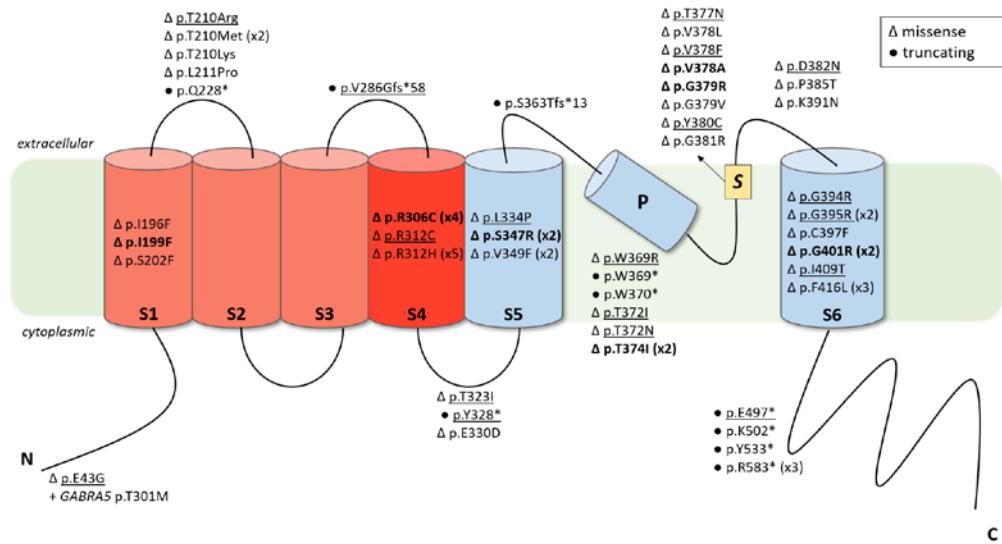 Δ p.T210Arg
Δ p.T210Met (x2)
Δ p.T210Lys
Δ p.L211Pro
● p.Q228*
● p.V286Gfs*58
● p.S363Tfs*13
Δ p.T377N
Δ p.V378L
Δ p.V378F
Δ p.V378A
Δ p.G379R
Δ p.G379V
Δ p.Y380C
Δ p.G381R
Δ p.D382N
Δ p.P385T
Δ p.K391N
Δ missense
● truncating
extracellular
cytoplasmic
Δ p.I196F
Δ p.I199F
Δ p.S202F
S1
S2
S3
Δ p.R306C (x4)
Δ p.R312C
Δ p.R312H (x5)
S4
Δ p.L334P
Δ p.S347R (x2)
Δ p.V349F (x2)
S5
P
S
Δ p.W369R
● p.W369*
● p.W370*
Δ p.T372I
Δ p.T372N
Δ p.T374I (x2)
Δ p.G394R
Δ p.G395R (x2)
Δ p.C397F
Δ p.G401R (x2)
Δ p.I409T
Δ p.F416L (x3)
S6
Δ p.T323I
● p.Y328*
Δ p.E330D
● p.E497*
● p.K502*
● p.Y533*
● p.R583* (x3)
N
Δ p.E43G
+ GABRA5 p.T301M
C